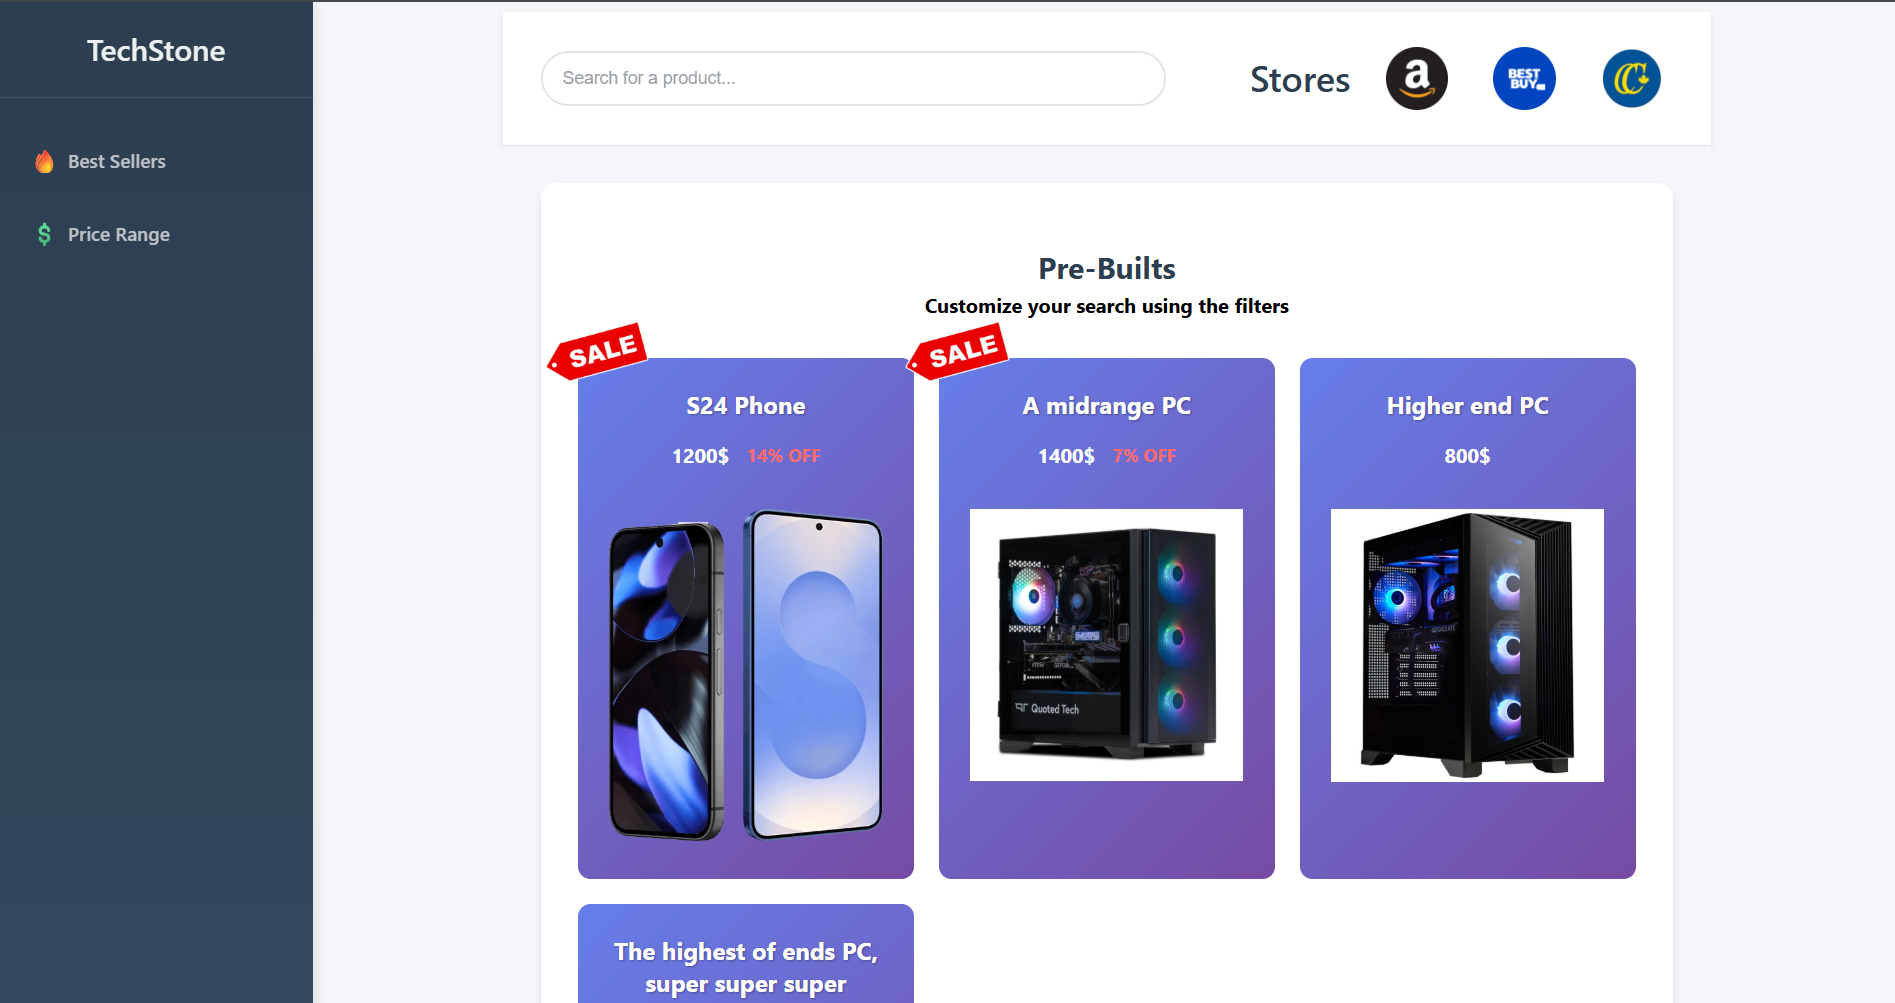 TechStone
Best Sellers
Price Range
Search for a product...
Stores
a
BEST
BUY
Pre-Builts
Customize your search using the filters
SALE
S24 Phone
1200$ 14% OFF
SALE
A midrange PC
1400$ 7% OFF
Quoted Tech
Higher end PC
800$
The highest of ends PC,
super super super